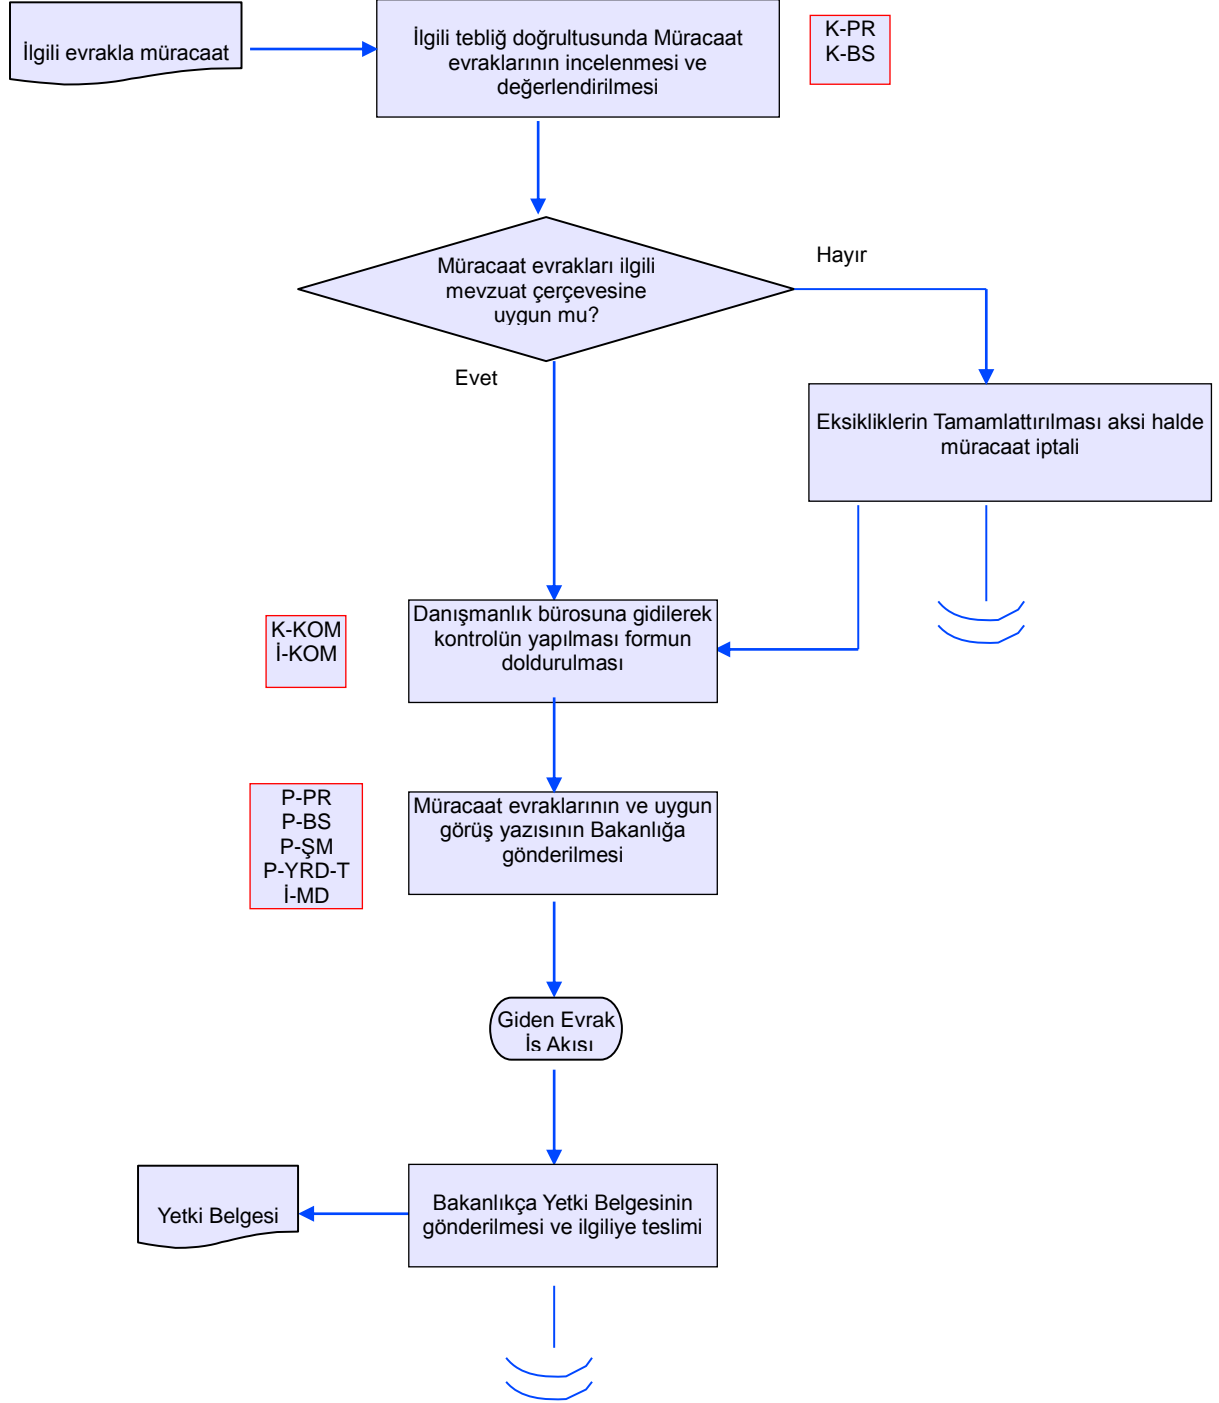 İlgili evrakla müracaat
İlgili tebliğ doğrultusunda Müracaat
evraklarının incelenmesi ve
değerlendirilmesi
K-PR
K-BS
Müracaat evrakları ilgili
mevzuat çerçevesine
uygun mu?
Hayır
Evet
Eksikliklerin Tamamlattırılması aksi halde
müracaat iptali
K-KOM
İ-KOM
Danışmanlık bürosuna gidilerek
kontrolün yapılması formun
doldurulması
P-PR
P-BS
P-ŞM
P-YRD-T
İ-MD
Müracaat evraklarının ve uygun
görüş yazısının Bakanlığa
gönderilmesi
Giden Evrak
İş Akışı
Yetki Belgesi
Bakanlıkça Yetki Belgesinin
gönderilmesi ve ilgiliye teslimi